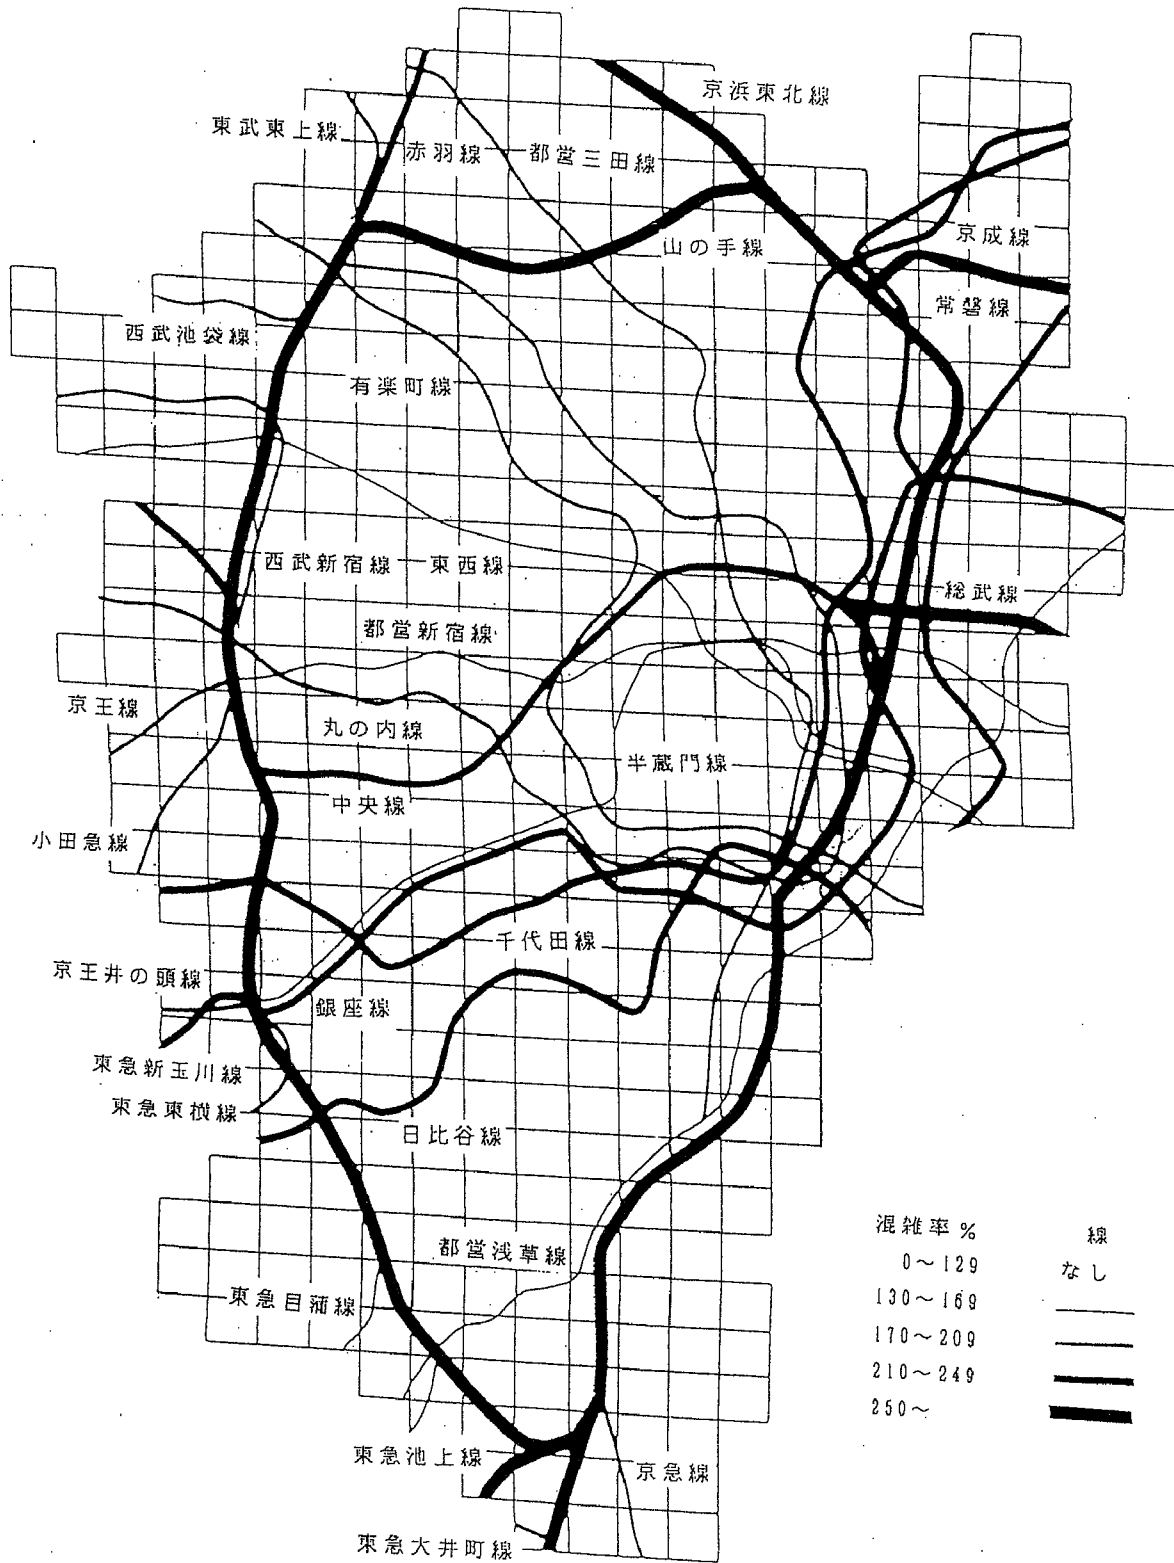 京浜東北線
東武東上線
赤羽線
都営三田線
京成線
山の手線
常磐線
西武池袋線
有楽町線
西武新宿線
東西線
総武線
都営新宿線
京王線
丸の内線
半蔵門線
中央線
小田急線
千代田線
京王井の頭線
銀座線
東急新玉川線
東急東横線
日比谷線
都営浅草線
東急目蒲線
東急池上線
京急線
東急大井町線
混雑率% 線
0~129 なし
130~169
170~209
210~249
250~